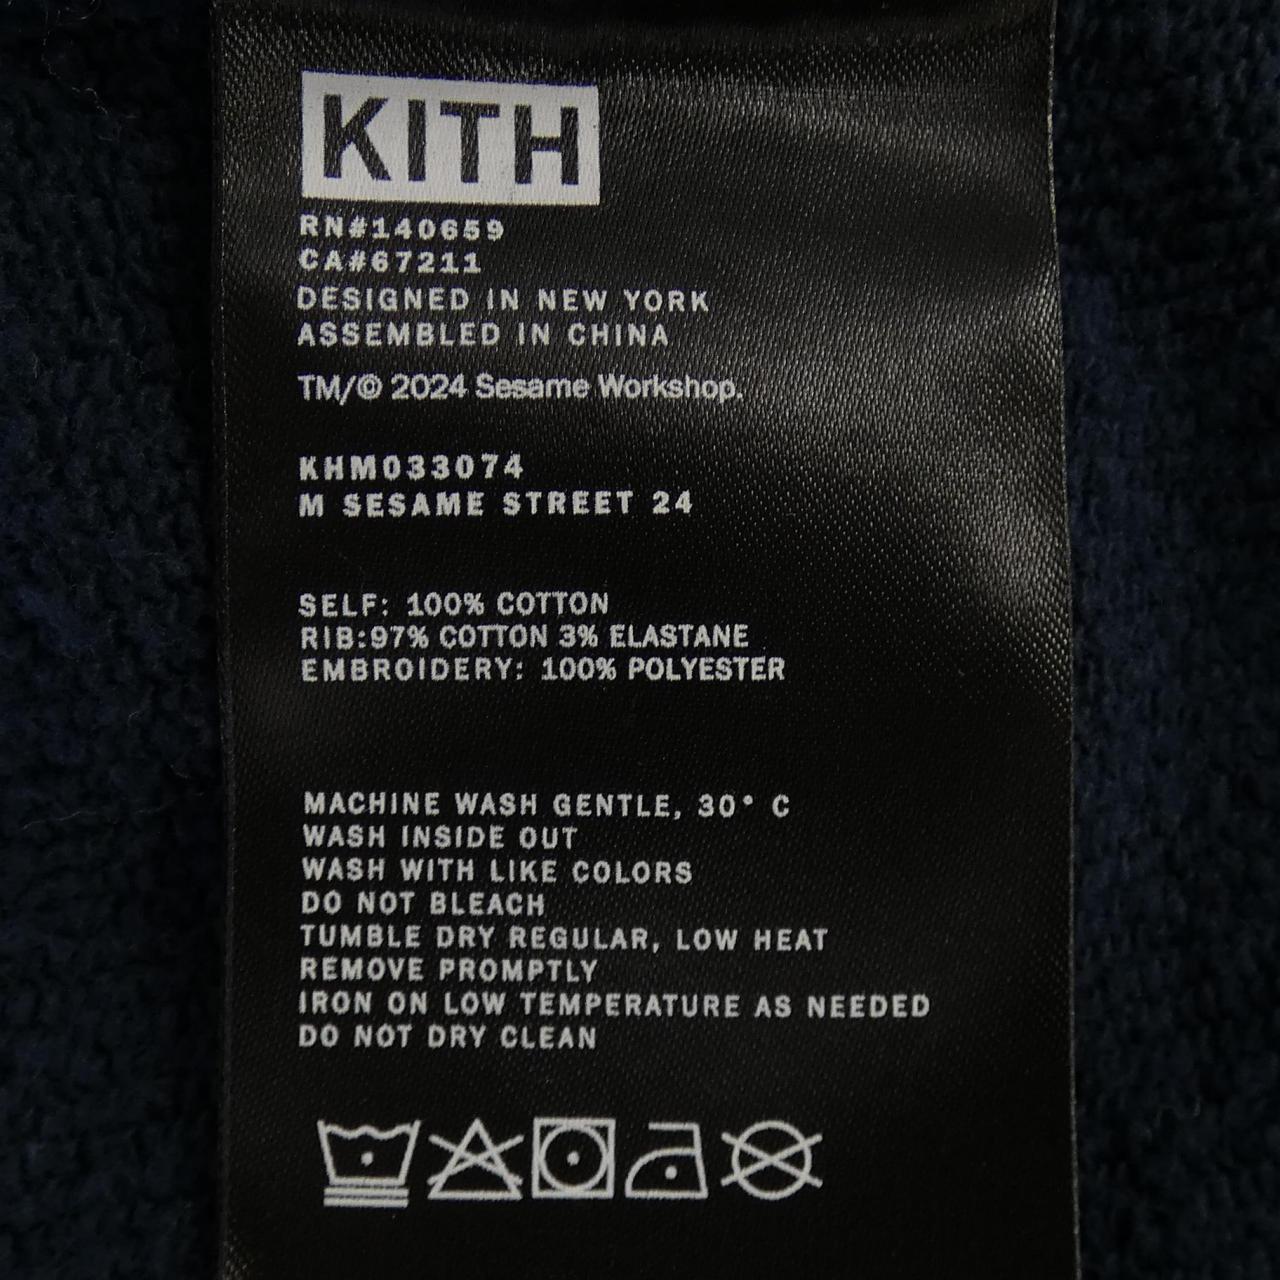 KITH
RN#140659
CA#67211
DESIGNED IN NEW YORK
ASSEMBLED IN CHINA
TM/© 2024 Sesame Workshop.
KHM033074
M SESAME STREET 24
SELF: 100% COTTON
RIB:97% COTTON 3% ELASTANE
EMBROIDERY: 100% POLYESTER
MACHINE WASH GENTLE, 30° C
WASH INSIDE OUT
WASH WITH LIKE COLORS
DO NOT BLEACH
TUMBLE DRY REGULAR, LOW HEAT
REMOVE PROMPTLY
IRON ON LOW TEMPERATURE AS NEEDED
DO NOT DRY CLEAN